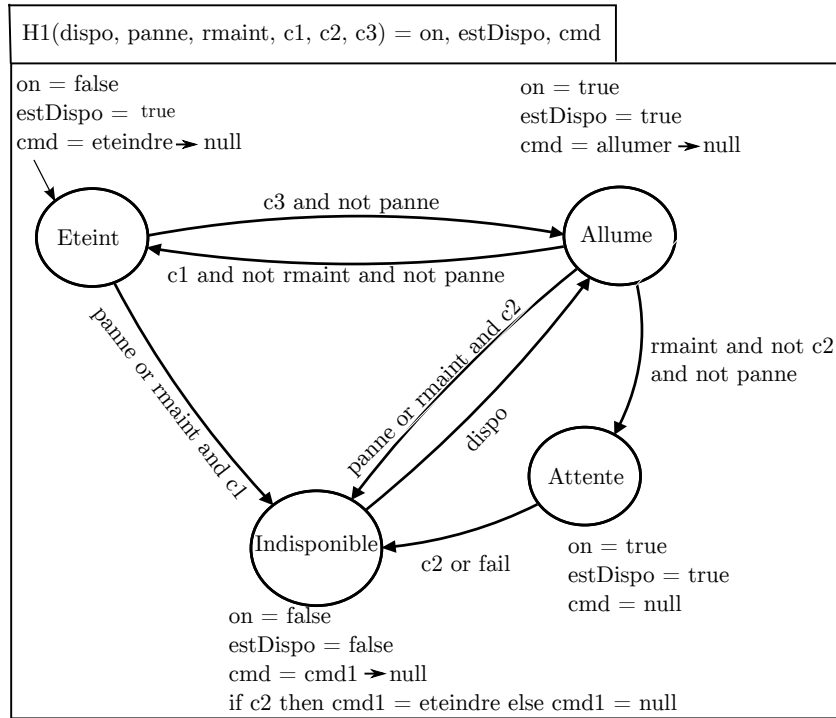 H1(dispo, panne, rmaint, c1, c2, c3) = on, estDispo, cmd
on = false
estDispo = true
cmd = eteindre → null
on = true
estDispo = true
cmd = allumer → null
c3 and not panne
Eteint
Allume
c1 and not rmaint and not panne
panne or rmaint and c1
panne or rmaint and c2
dispo
rmaint and not c2
and not panne
Attente
Indisponible
c2 or fail
on = true
estDispo = true
cmd = null
on = false
estDispo = false
cmd = cmd1 → null
if c2 then cmd1 = eteindre else cmd1 = null